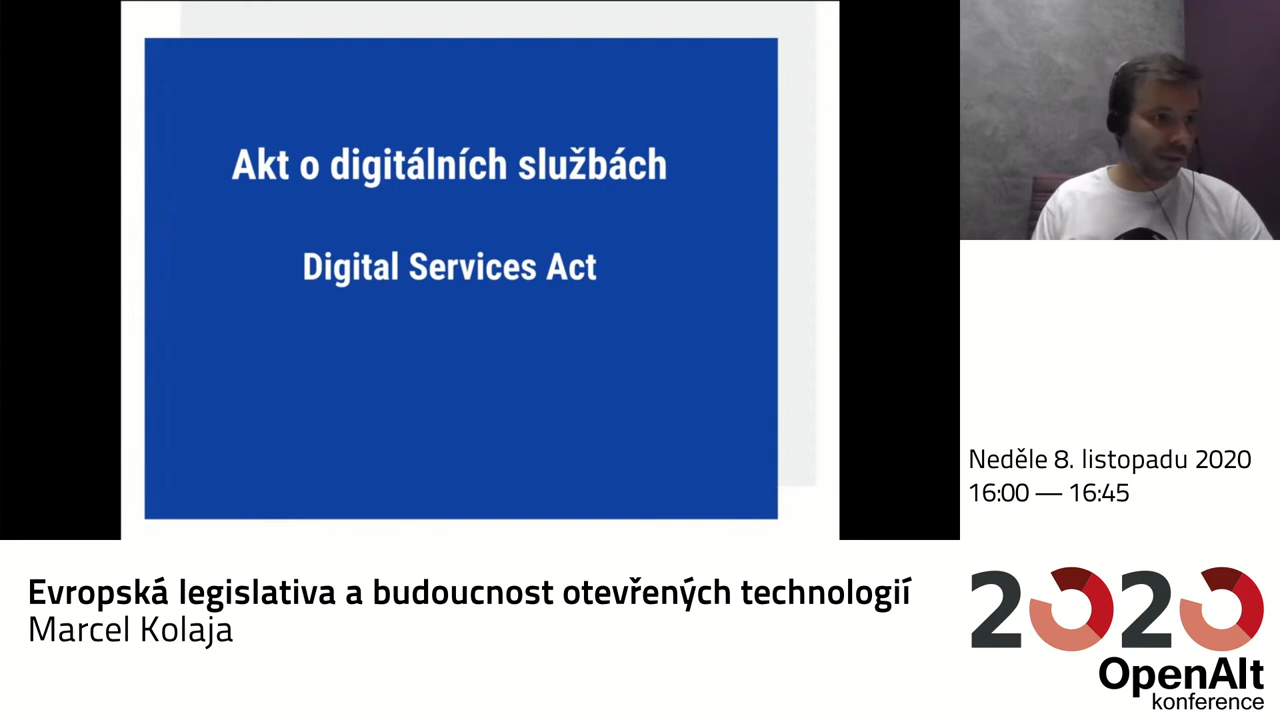 Akt o digitálních službách
Digital Services Act
Neděle 8. listopadu 2020
16:00 — 16:45
Evropská legislativa a budoucnost otevřených technologií
Marcel Kolaja
2020
OpenAlt
konference